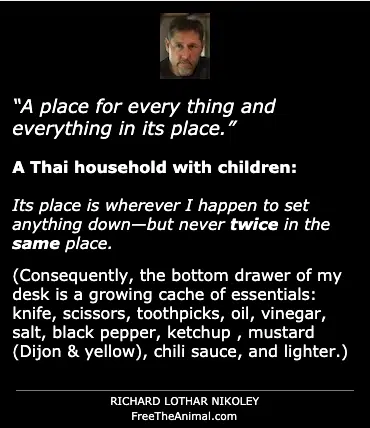 “A place for every thing and
everything in its place.”
A Thai household with children:
Its place is wherever I happen to set
anything down—but never twice in the
same place.
(Consequently, the bottom drawer of my
desk is a growing cache of essentials:
knife, scissors, toothpicks, oil, vinegar,
salt, black pepper, ketchup , mustard
(Dijon & yellow), chili sauce, and lighter.)
RICHARD LOTHAR NIKOLEY
FreeTheAnimal.com